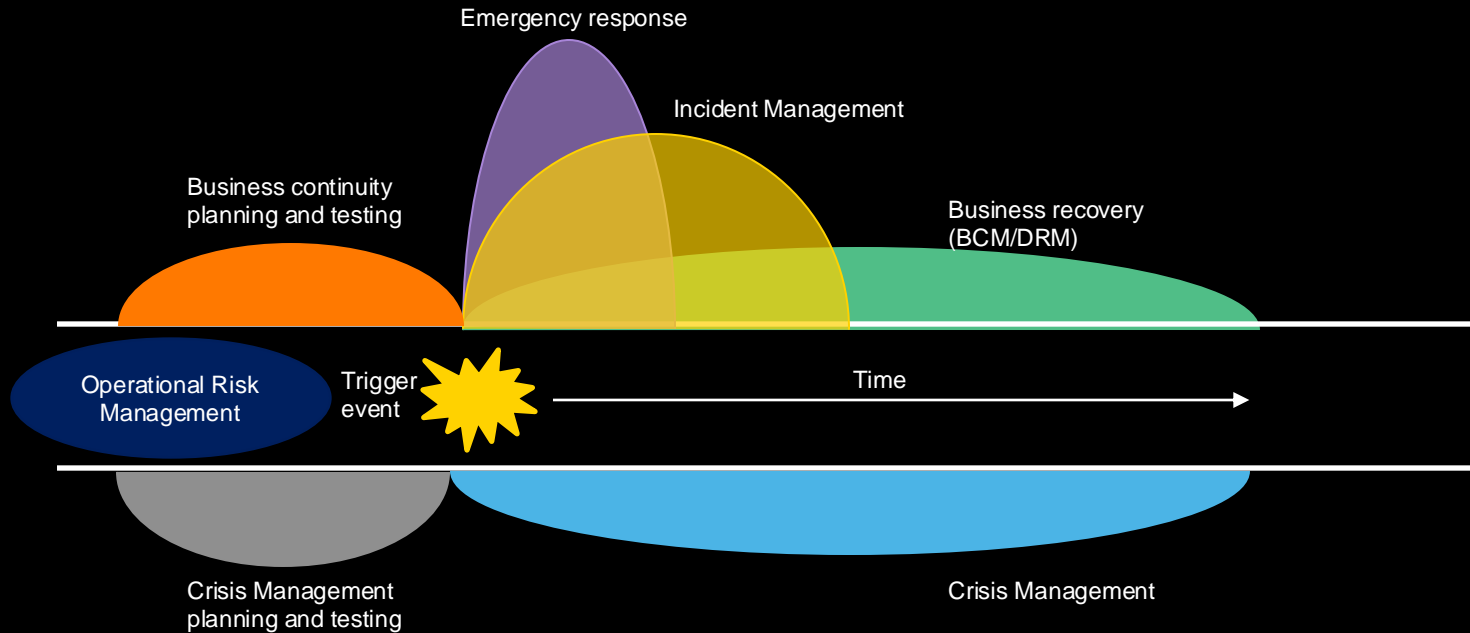 Emergency response
Incident Management
Business continuity
planning and testing
Business recovery
(BCM/DRM)
Operational Risk
Management
Trigger
event
Time
Crisis Management
planning and testing
Crisis Management